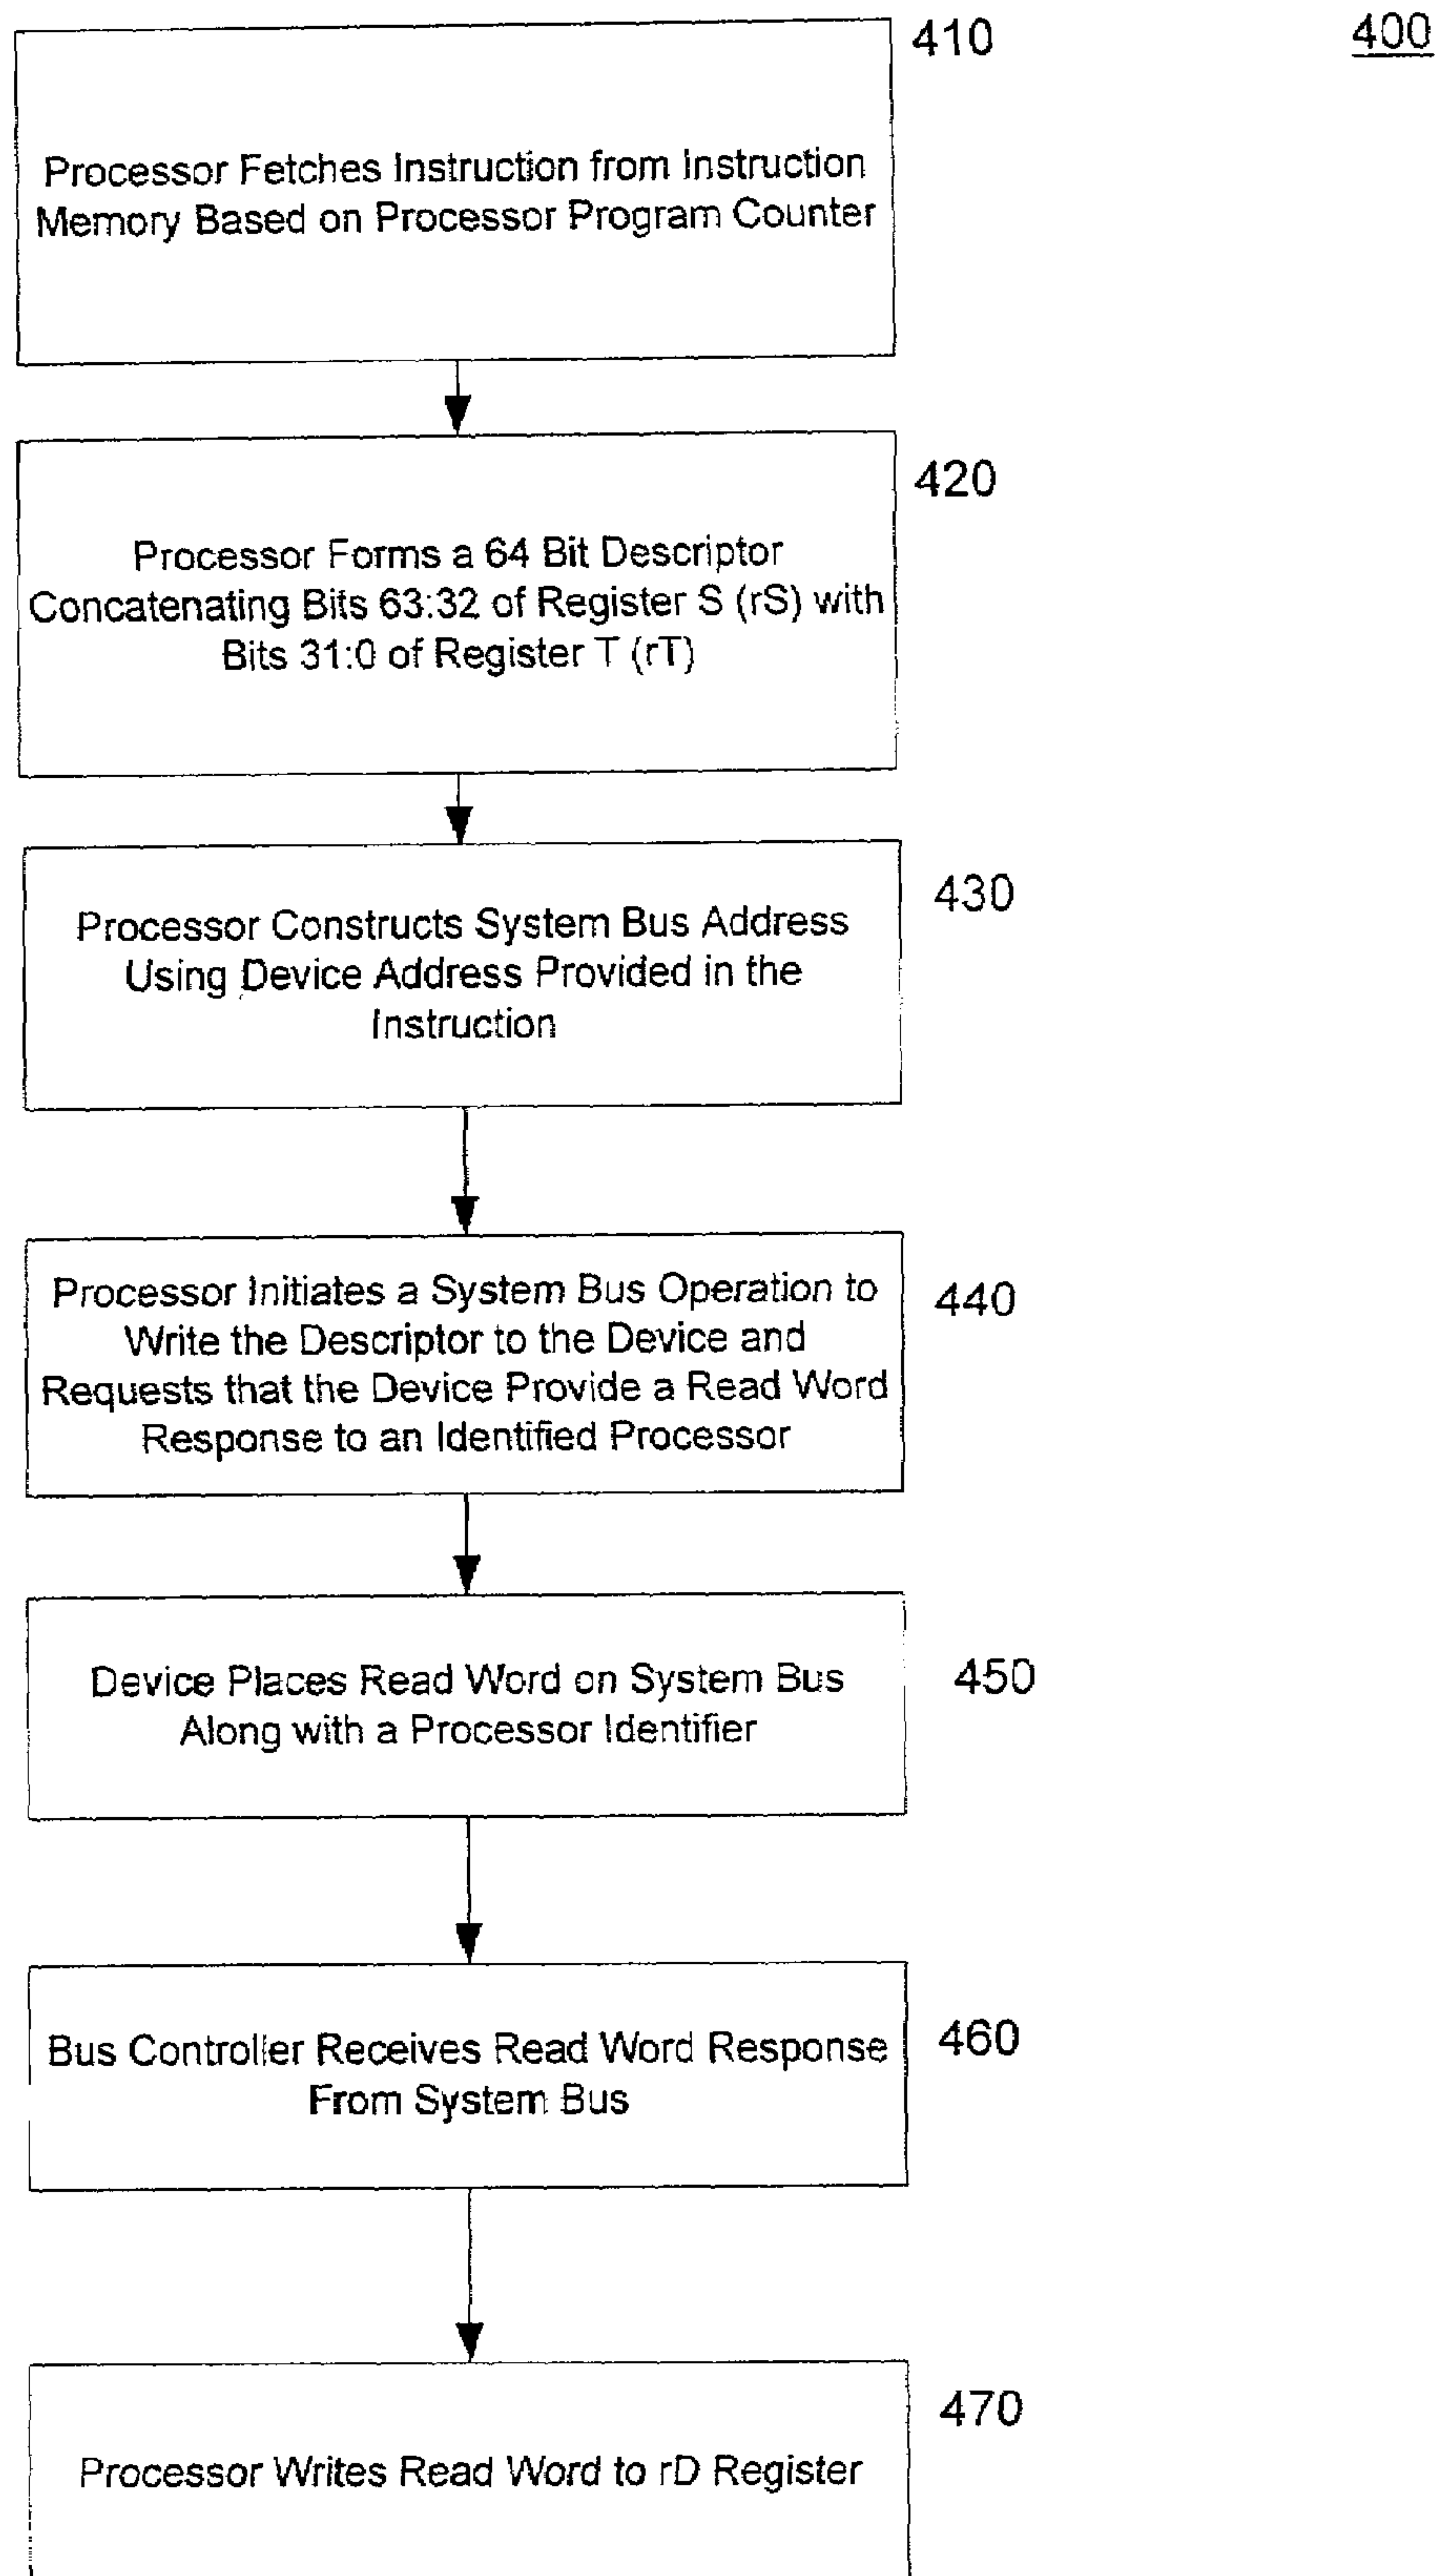 410
400
Processor Fetches Instruction from Instruction
Memory Based on Processor Program Counter
420
Processor Forms a 64 Bit Descriptor
Concatenating Bits 63:32 of Register S (rS) with
Bits 31:0 of Register T (rT)
430
Processor Constructs System Bus Address
Using Device Address Provided in the
Instruction
440
Processor Initiates a System Bus Operation to
Write the Descriptor to the Device and
Requests that the Device Provide a Read Word
Response to an Identified Processor
450
Device Places Read Word on System Bus
Along with a Processor Identifier
460
Bus Controller Receives Read Word Response
From System Bus
470
Processor Writes Read Word to rD Register